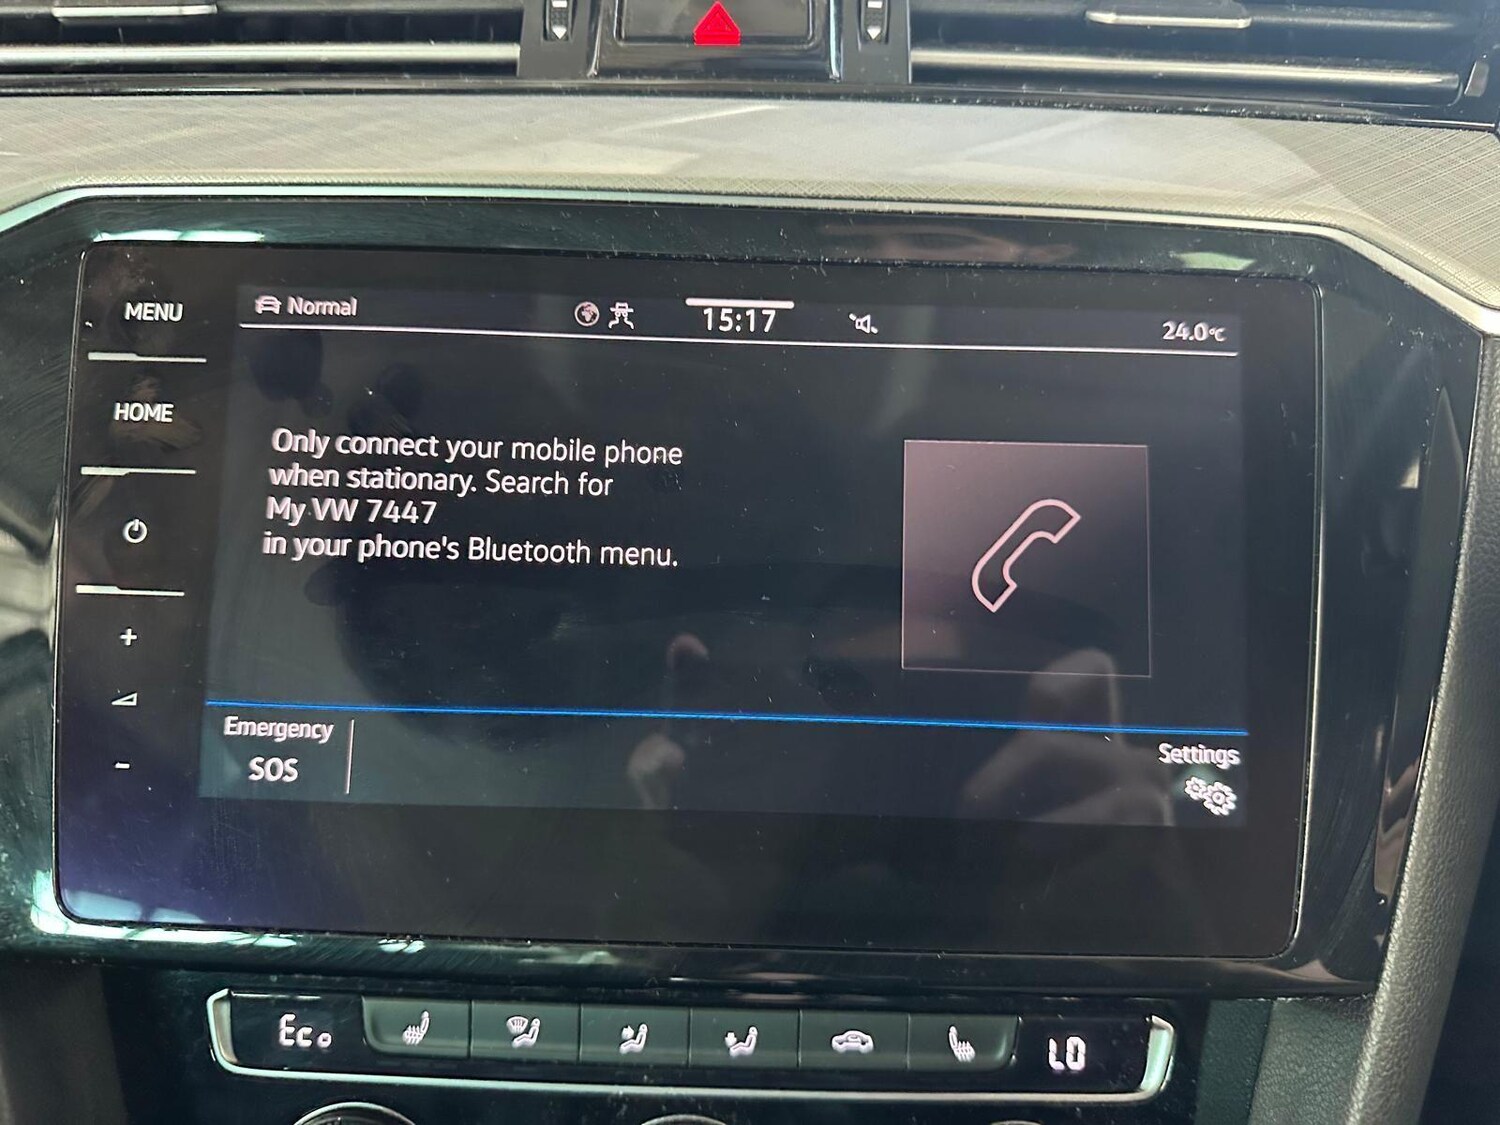 MENU
Normal
15:17
24.0°C
HOME
Only connect your mobile phone
when stationary. Search for
My VW 7447
in your phone's Bluetooth menu.
+
-
Emergency
SOS
Settings
Eco
LO